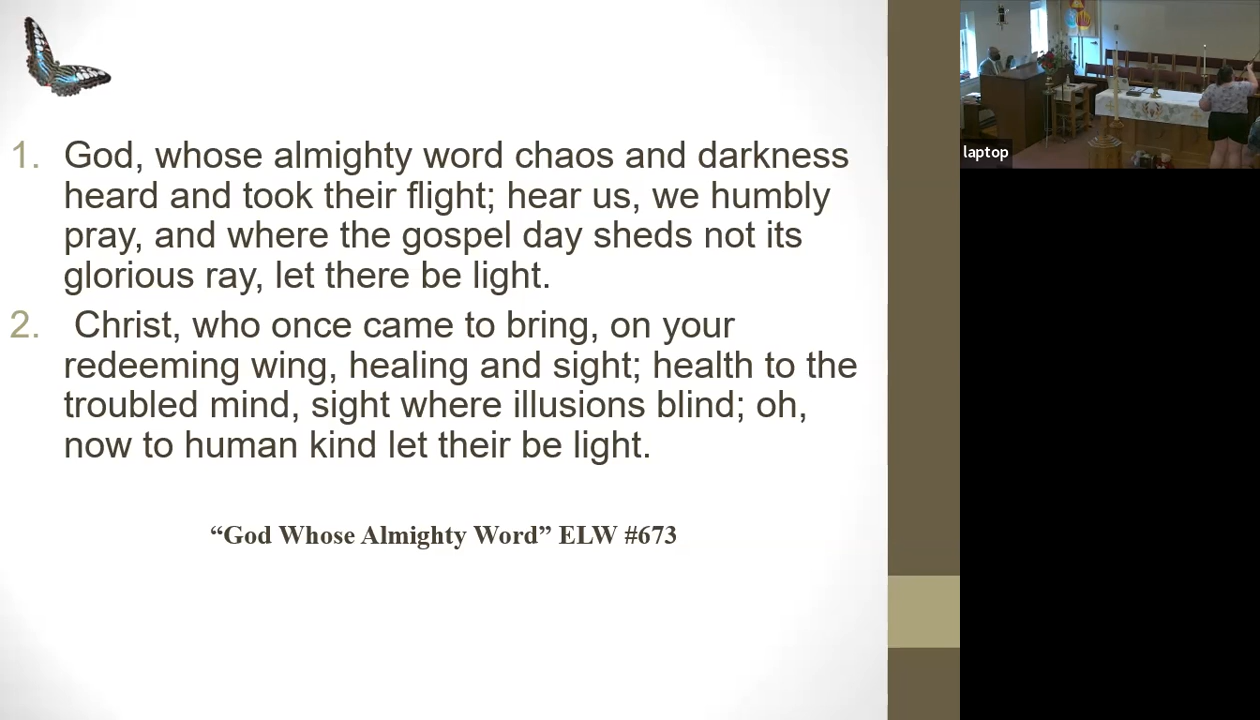 1. God, whose almighty word chaos and darkness
heard and took their flight; hear us, we humbly
pray, and where the gospel day sheds not its
glorious ray, let there be light.
2. Christ, who once came to bring, on your
redeeming wing, healing and sight; health to the
troubled mind, sight where illusions blind; oh,
now to human kind let their be light.
“God Whose Almighty Word” ELW #673
laptop